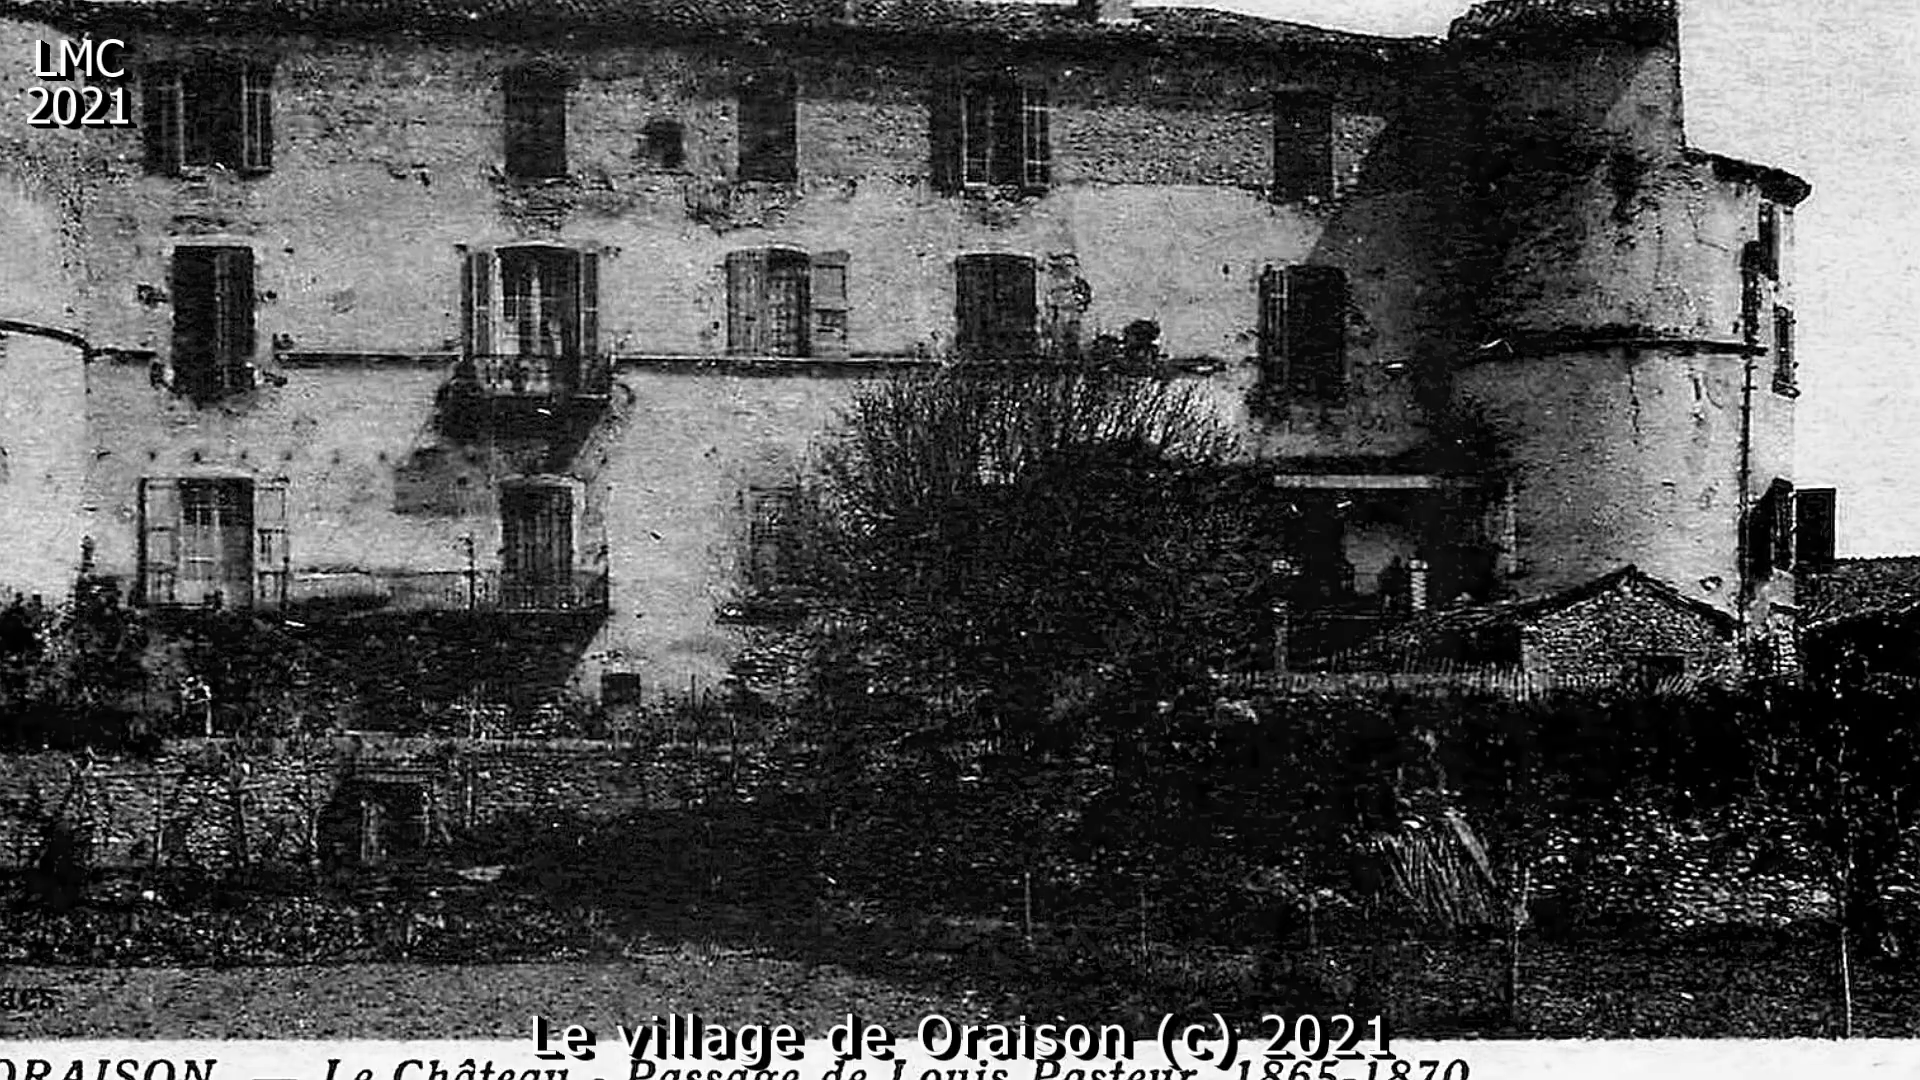 LMC
2021
Le village de Oraison (c) 2021
ORAISON. — Le Château - Passage de Louis Pasteur, 1865-1870